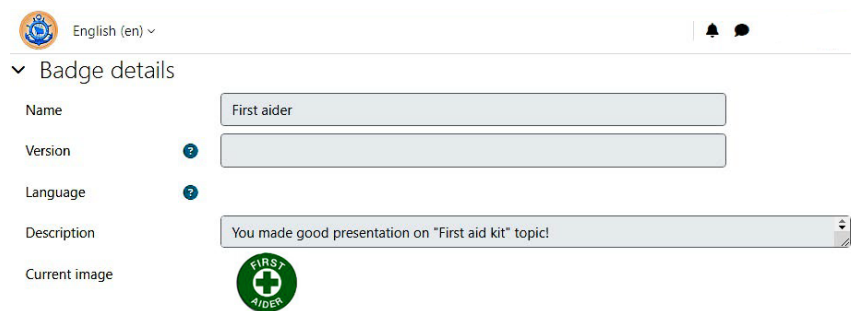 English (en)
Badge details
Name
First aider
Version
Language
Description
You made good presentation on "First aid kit" topic!
Current image
FIRST
AIDER